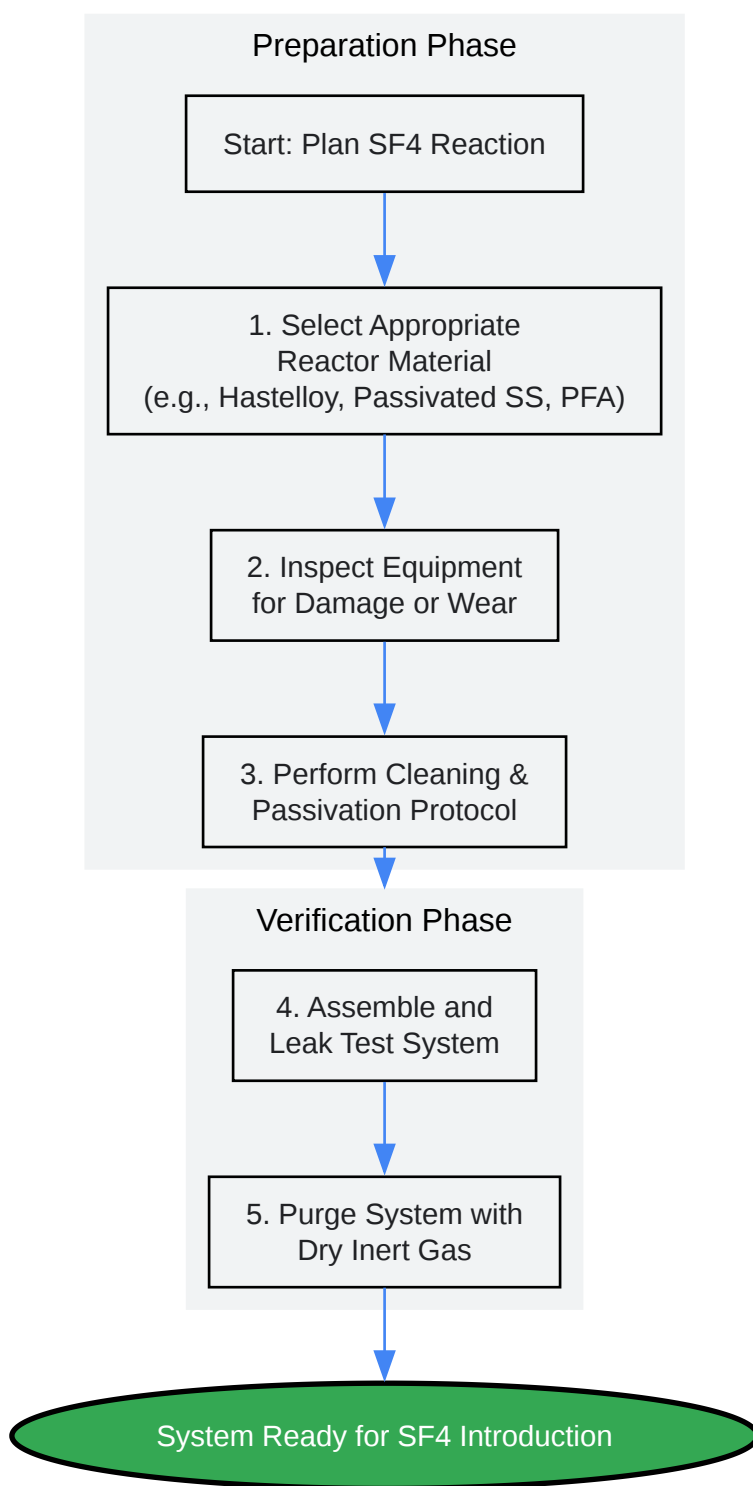 Preparation Phase
Start: Plan SF4 Reaction
1. Select Appropriate
Reactor Material
(e.g., Hastelloy, Passivated SS, PFA)
2. Inspect Equipment
for Damage or Wear
3. Perform Cleaning &
Passivation Protocol
Verification Phase
4. Assemble and
Leak Test System
5. Purge System with
Dry Inert Gas
System Ready for SF4 Introduction